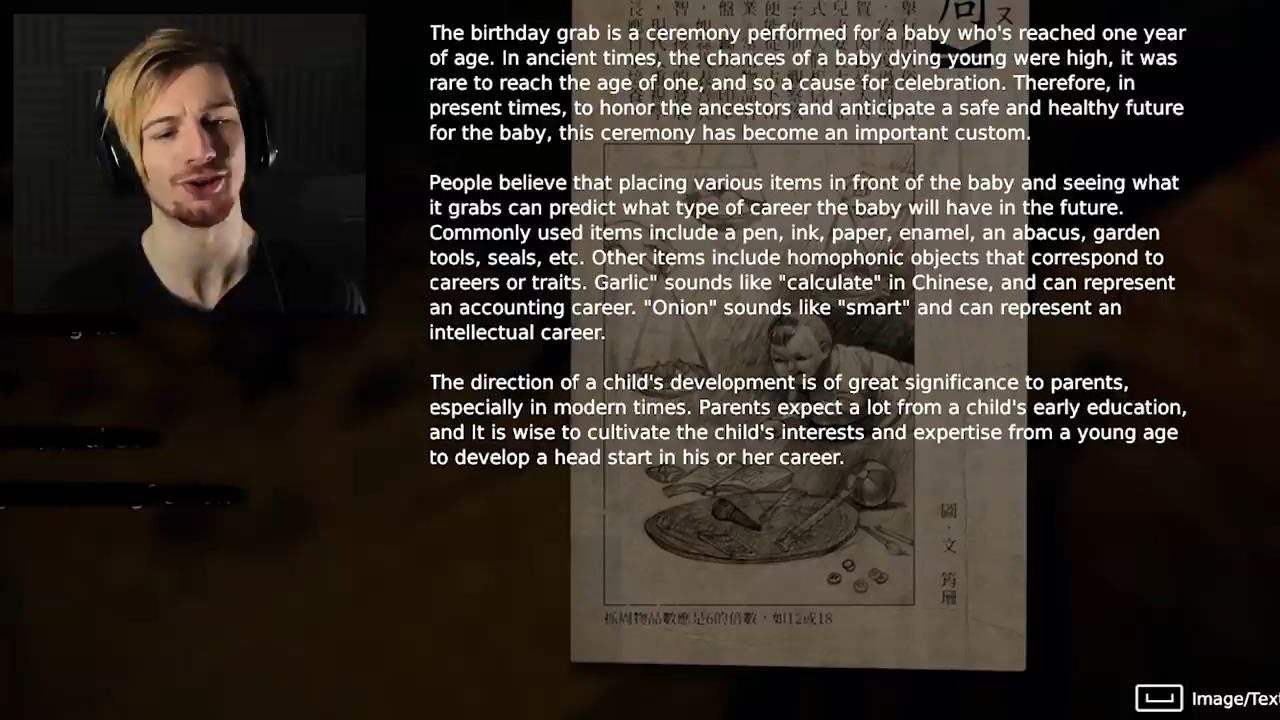 The birthday grab is a ceremony performed for a baby who's reached one year
of age. In ancient times, the chances of a baby dying young were high, it was
rare to reach the age of one, and so a cause for celebration. Therefore, in
present times, to honor the ancestors and anticipate a safe and healthy future
for the baby, this ceremony has become an important custom.
People believe that placing various items in front of the baby and seeing what
it grabs can predict what type of career the baby will have in the future.
Commonly used items include a pen, ink, paper, enamel, an abacus, garden
tools, seals, etc. Other items include homophonic objects that correspond to
careers or traits. Garlic" sounds like "calculate" in Chinese, and can represent
an accounting career. "Onion" sounds like "smart" and can represent an
intellectual career.
The direction of a child's development is of great significance to parents,
especially in modern times. Parents expect a lot from a child's early education,
and It is wise to cultivate the child's interests and expertise from a young age
to develop a head start in his or her career.
圖·文
抓周物品數應是6的倍數，如12或18
Image/Text